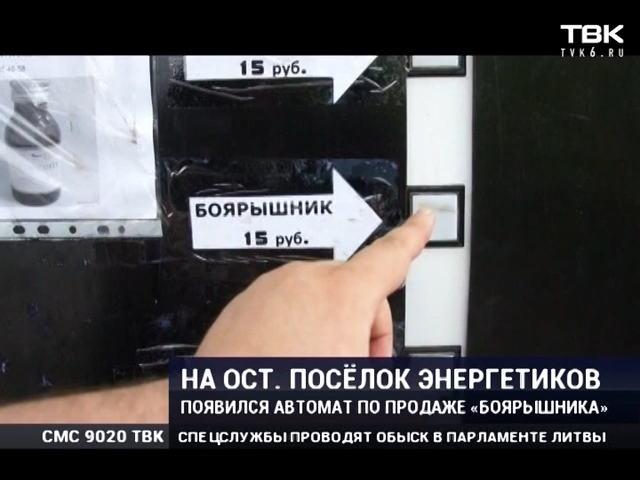 ТВК
TVK6.RU
15 руб.
БОЯРЫШНИК
15 руб.
НА ОСТ. ПОСЁЛОК ЭНЕРГЕТИКОВ
ПОЯВИЛСЯ АВТОМАТ ПО ПРОДАЖЕ «БОЯРЫШНИКА»
СМС 9020 ТВК СПЕЦСЛУЖБЫ ПРОВОДЯТ ОБЫСК В ПАРЛАМЕНТЕ ЛИТВЫ